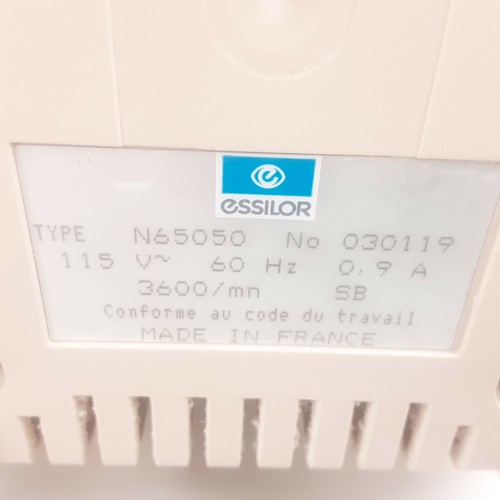 essilor
TYPE N65050 No 030119
115 V~ 60 Hz 0,9 A
3600/mn SB
Conforme au code du travail
MADE IN FRANCE